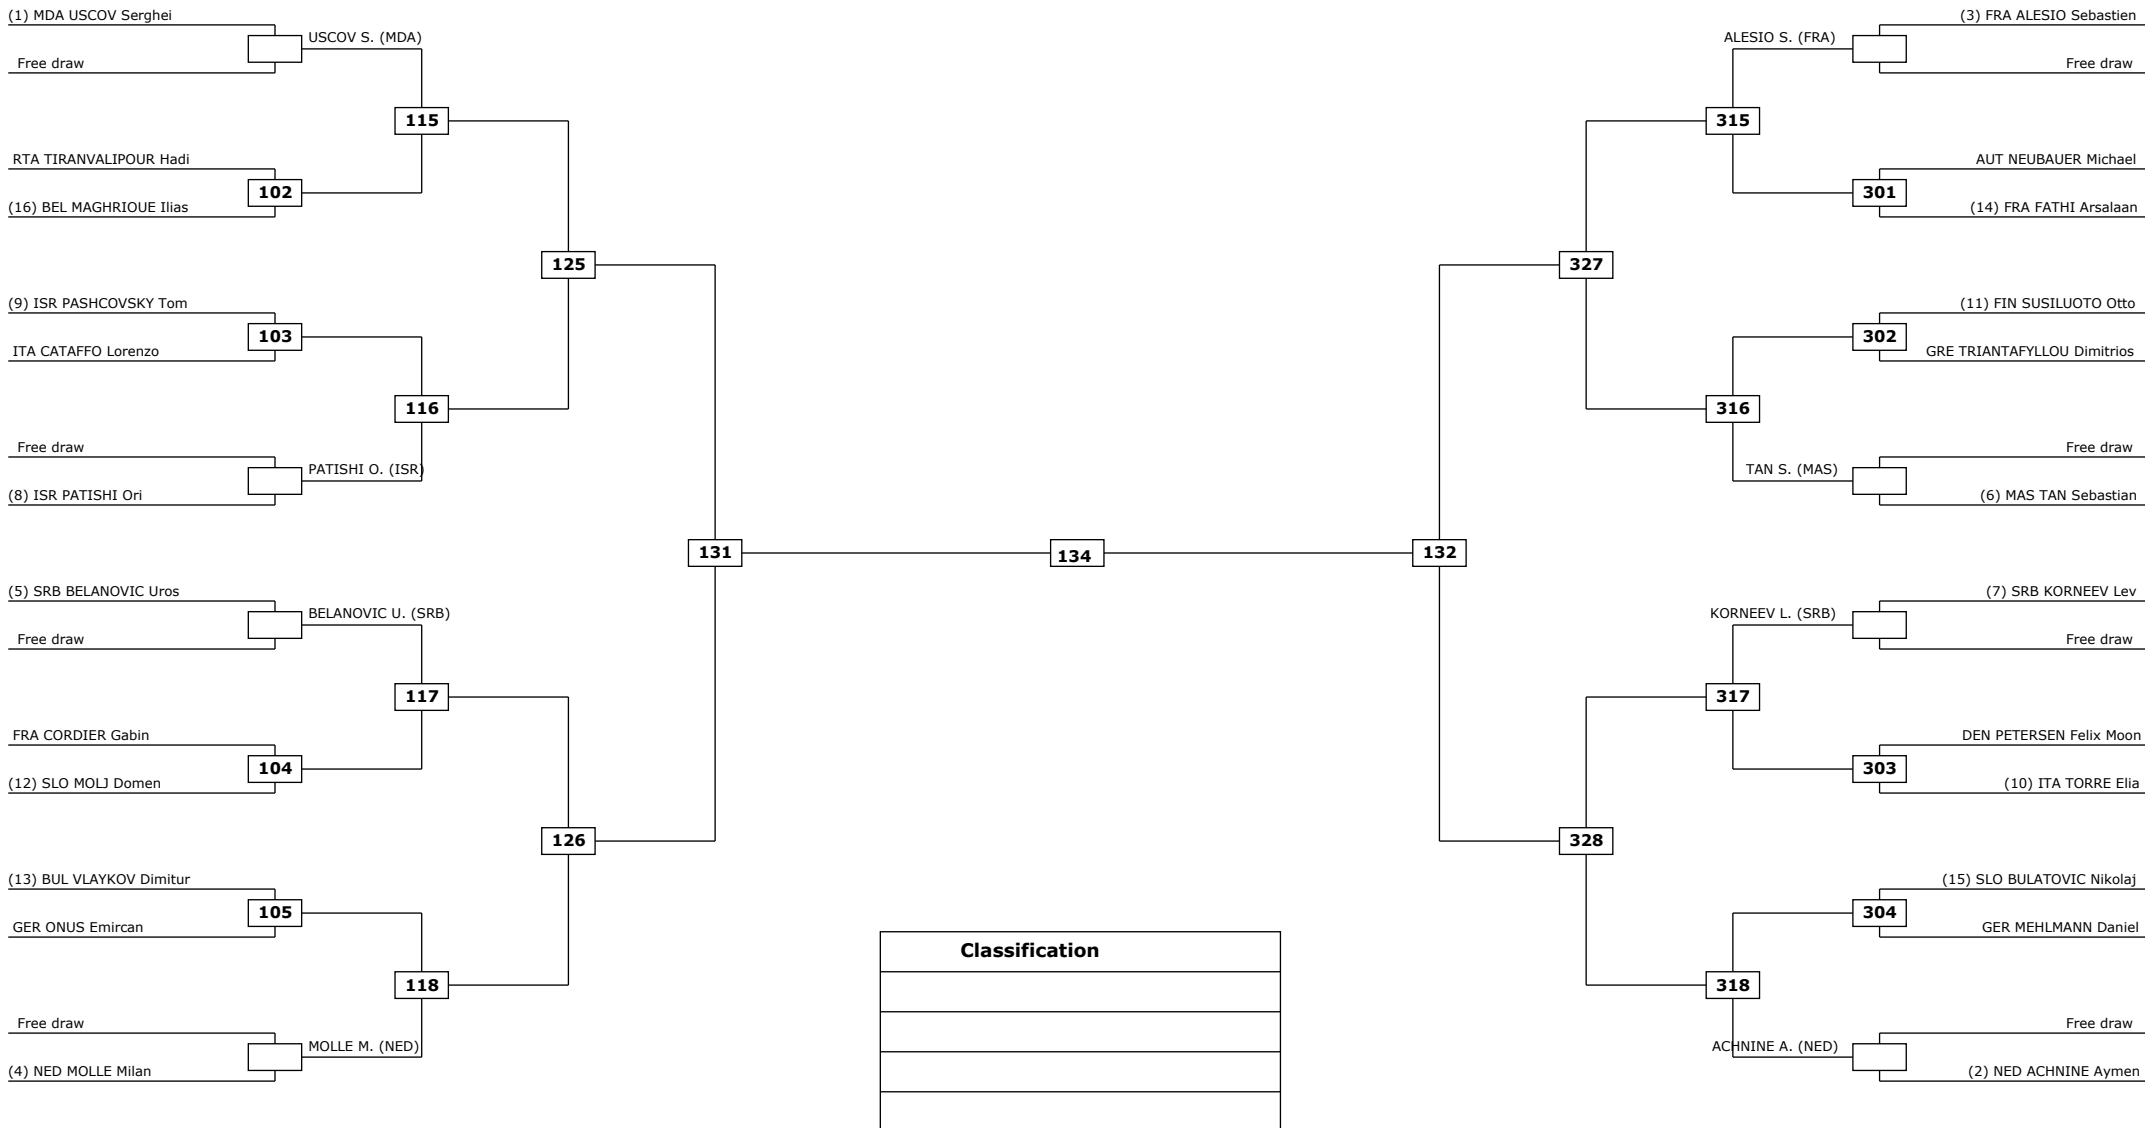 (1) MDA USCOV Serghei
USCOV S. (MDA)
Free draw
115
RTA TIRANVALIPOUR Hadi
102
(16) BEL MAGHRIOUE Ilias
125
(9) ISR PASHCOVSKY Tom
103
ITA CATAFFO Lorenzo
116
Free draw
PATISHI O. (ISR)
(8) ISR PATISHI Ori
131
(5) SRB BELANOVIC Uros
BELANOVIC U. (SRB)
Free draw
117
FRA CORDIER Gabin
104
(12) SLO MOLJ Domen
126
(13) BUL VLAYKOV Dimitur
105
GER ONUS Emircan
118
Free draw
MOLLE M. (NED)
(4) NED MOLLE Milan
134
(3) FRA ALESIO Sebastien
ALESIO S. (FRA)
Free draw
315
AUT NEUBAUER Michael
301
(14) FRA FATHI Arsalaan
327
(11) FIN SUSILUOTO Otto
302
GRE TRIANTAFYLLOU Dimitrios
316
Free draw
TAN S. (MAS)
(6) MAS TAN Sebastian
132
(7) SRB KORNEEV Lev
KORNEEV L. (SRB)
Free draw
317
DEN PETERSEN Felix Moon
303
(10) ITA TORRE Elia
328
(15) SLO BULATOVIC Nikolaj
304
GER MEHLMANN Daniel
318
Free draw
ACHNINE A. (NED)
(2) NED ACHNINE Aymen
Classification